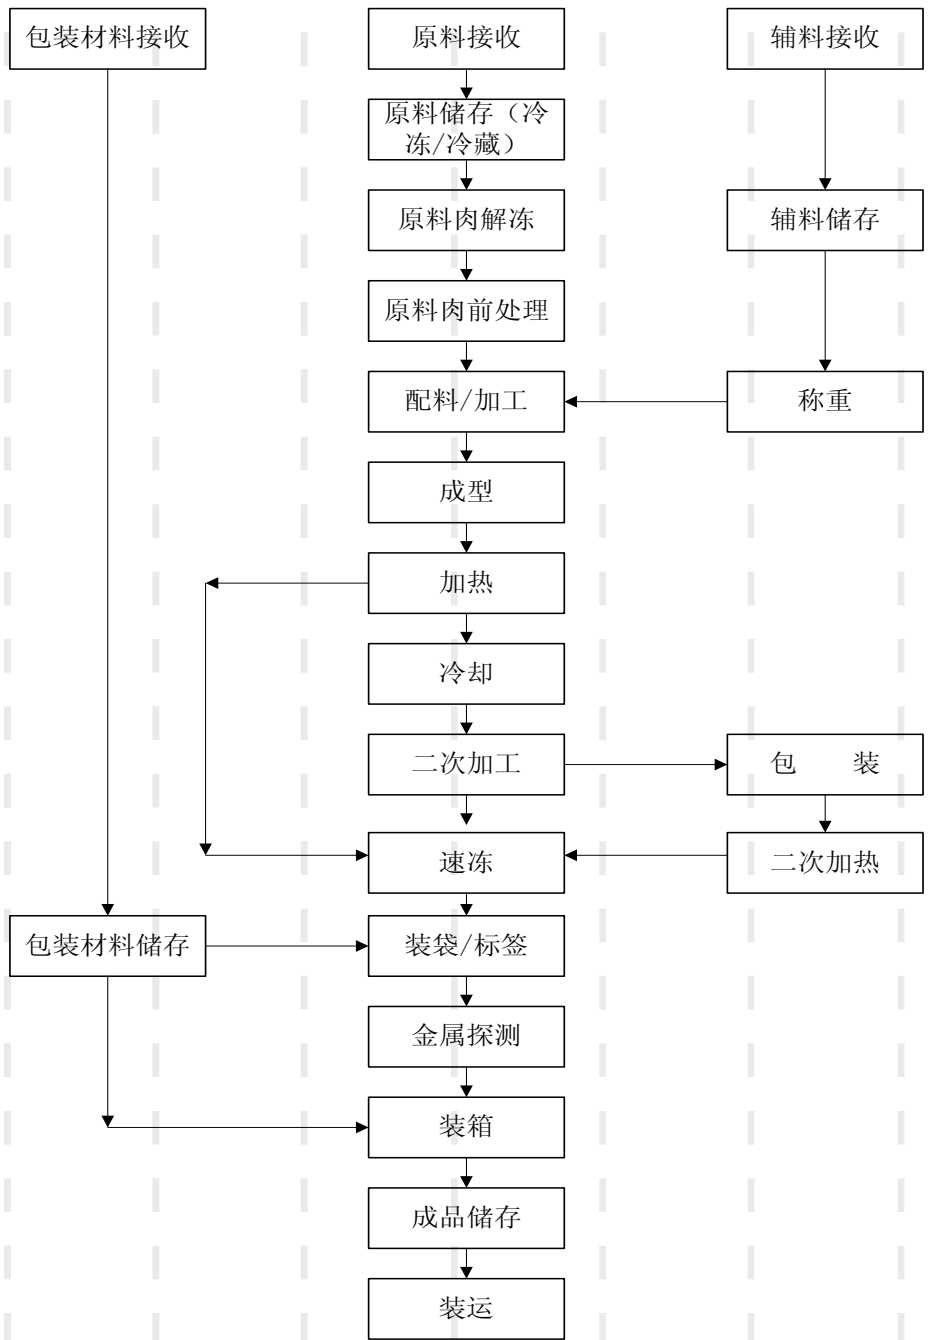 包装材料接收
原料接收
辅料接收
原料储存（冷
冻/冷藏）
原料肉解冻
辅料储存
原料肉前处理
配料/加工
称重
成型
加热
冷却
二次加工
包 装
速冻
二次加热
包装材料储存
装袋/标签
金属探测
装箱
成品储存
装运